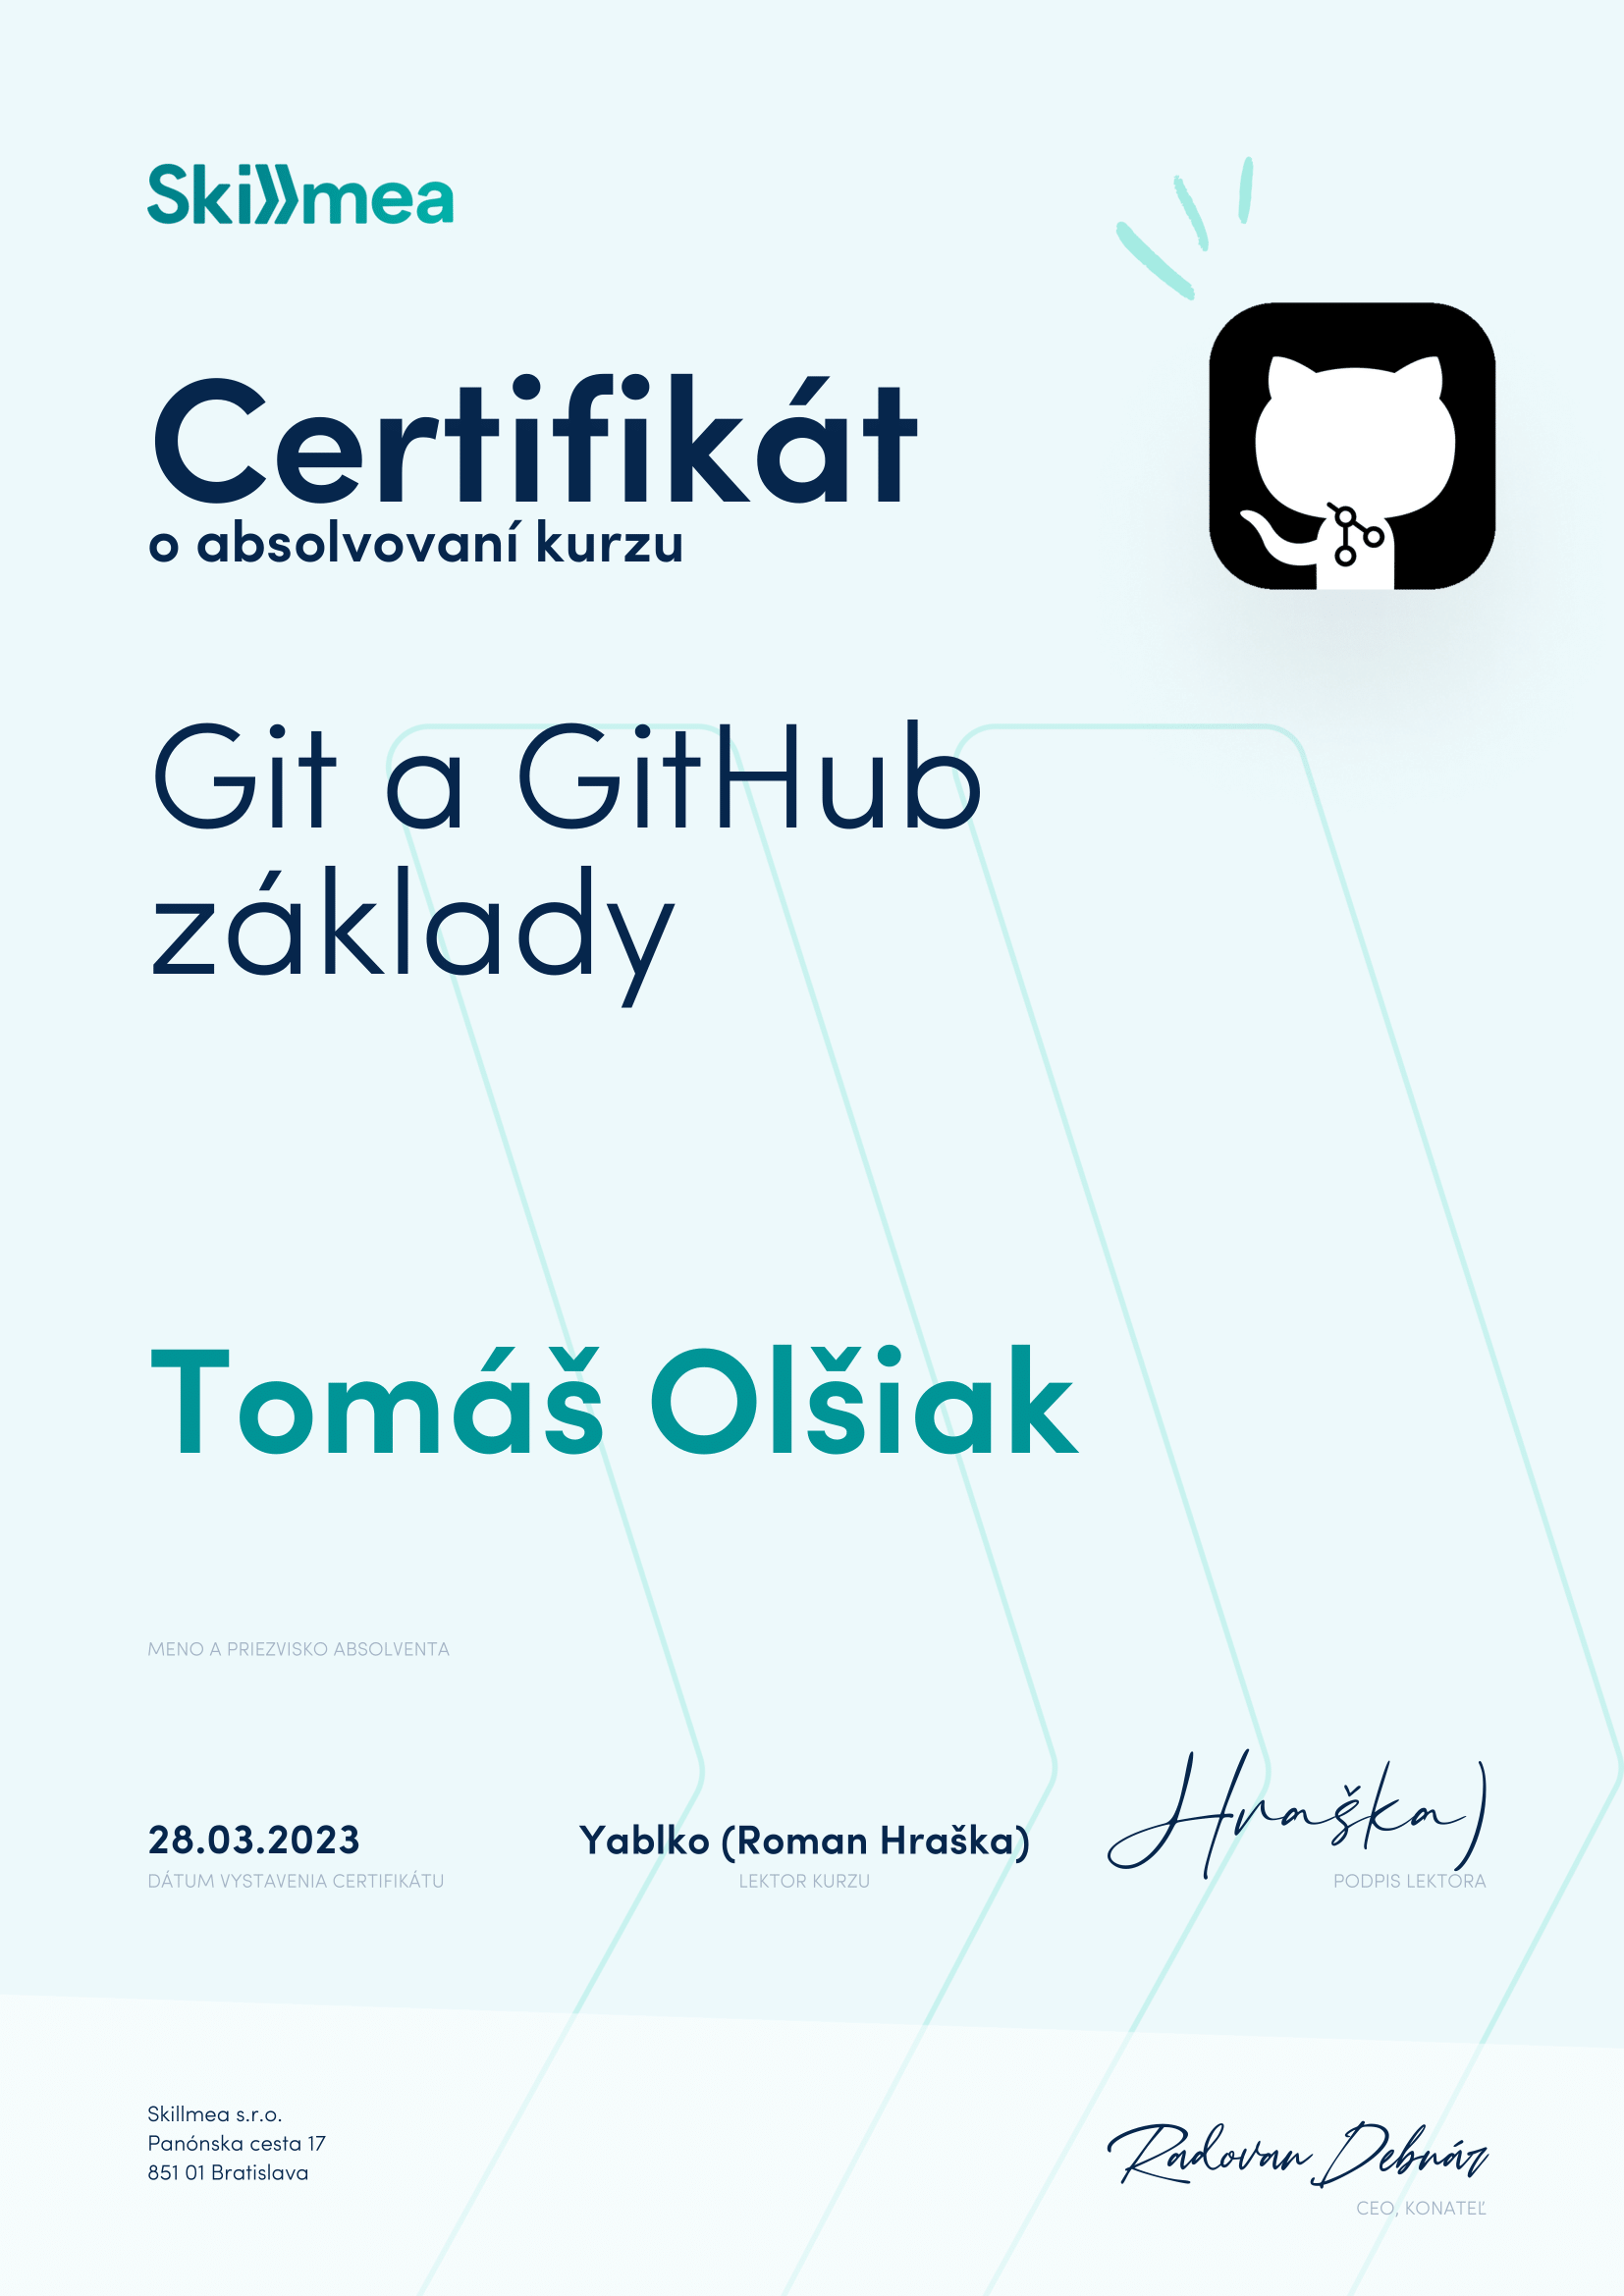 Skillmea
Certifikát
o absolvovaní kurzu
Git a GitHub
základy
Tomáš Olšiak
MENO A PRIEZVISKO ABSOLVENTA
28.03.2023
DÁTUM VYSTAVENIA CERTIFIKÁTU
Yablko (Roman Hraška)
LEKTOR KURZU
Hraška)
PODPIS LEKTORA
Skillmea s.r.o.
Panónska cesta 17
851 01 Bratislava
Radovan Debnár
CEO, KONATEĽ